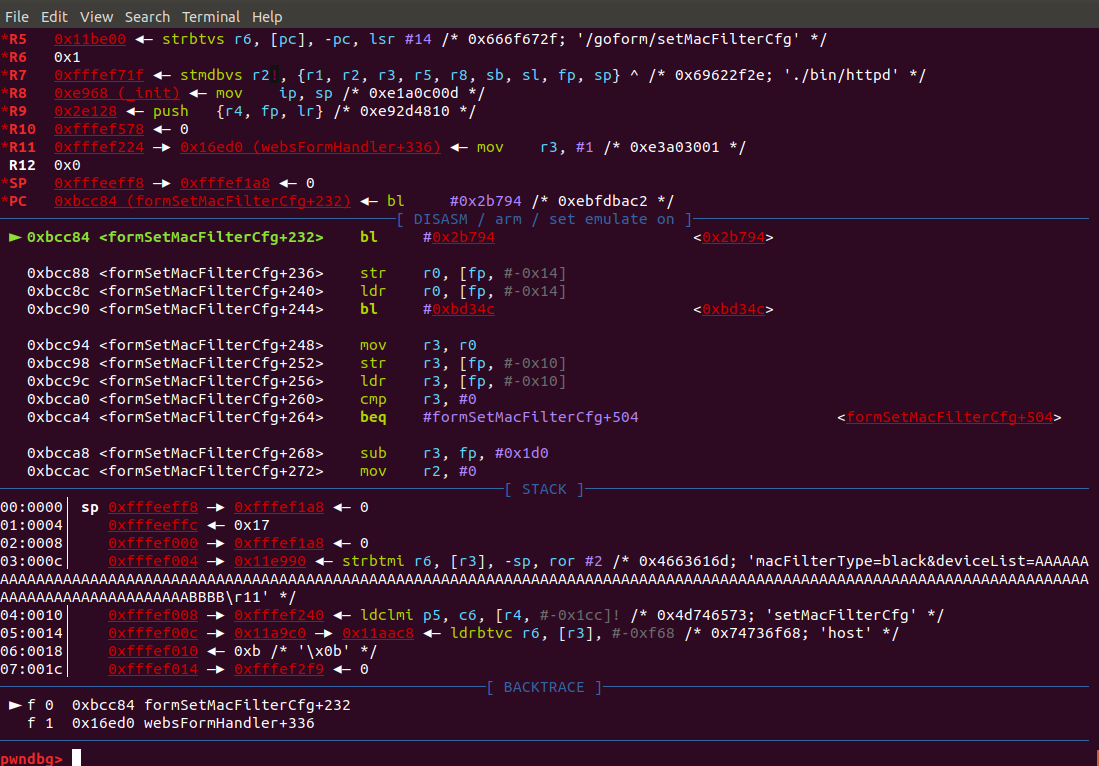 File Edit View Search Terminal Help
*R5 0x11be00 ◂— strbtvs r6, [pc], -pc, lsr #14 /* 0x666f672f; '/goform/setMacFilterCfg' */
*R6 0x1
*R7 0xfffef71f ◂— stmdbvs r2!, {r1, r2, r3, r5, r8, sb, sl, fp, sp} ^ /* 0x69622f2e; './bin/httpd' */
*R8 0xe968 (_init) ◂— mov ip, sp /* 0xe1a0c00d */
*R9 0x2e128 ◂— push {r4, fp, lr} /* 0xe92d4810 */
*R10 0xfffef578 ◂— 0
*R11 0xfffef224 —▸ 0x16ed0 (websFormHandler+336) ◂— mov r3, #1 /* 0xe3a03001 */
R12 0x0
*SP 0xfffeeff8 —▸ 0xfffef1a8 ◂— 0
*PC 0xbcc84 (formSetMacFilterCfg+232) ◂— bl #0x2b794 /* 0xebfdbac2 */
[ DISASM / arm / set emulate on ]
► 0xbcc84 <formSetMacFilterCfg+232> bl #0x2b794 <0x2b794>
0xbcc88 <formSetMacFilterCfg+236> str r0, [fp, #-0x14]
0xbcc8c <formSetMacFilterCfg+240> ldr r0, [fp, #-0x14]
0xbcc90 <formSetMacFilterCfg+244> bl #0xbd34c <0xbd34c>
0xbcc94 <formSetMacFilterCfg+248> mov r3, r0
0xbcc98 <formSetMacFilterCfg+252> str r3, [fp, #-0x10]
0xbcc9c <formSetMacFilterCfg+256> ldr r3, [fp, #-0x10]
0xbcca0 <formSetMacFilterCfg+260> cmp r3, #0
0xbcca4 <formSetMacFilterCfg+264> beq #formSetMacFilterCfg+504 <formSetMacFilterCfg+504>
0xbcca8 <formSetMacFilterCfg+268> sub r3, fp, #0x1d0
0xbccac <formSetMacFilterCfg+272> mov r2, #0
[ STACK ]
00:0000│ sp 0xfffeeff8 —▸ 0xfffef1a8 ◂— 0
01:0004│ 0xfffeeffc ◂— 0x17
02:0008│ 0xfffef000 —▸ 0xfffef1a8 ◂— 0
03:000c│ 0xfffef004 —▸ 0x11e990 ◂— strbtmi r6, [r3], -sp, ror #2 /* 0x4663616d; 'macFilterType=black&deviceList=AAAAAA
AAAAAAAAAAAAAAAAAAAAAAAAAAAAAAAAAAAAAAAAAAAAAAAAAAAAAAAAAAAAAAAAAAAAAAAAAAAAAAAAAAAAAAAAAAAAAAAAAAAAAAAAAAAAAAAAAAAAAAAAA
AAAAAAAAAAAAAAAAAAAAABBBB\r11' */
04:0010│ 0xfffef008 —▸ 0xfffef240 ◂— ldclmi p5, c6, [r4, #-0x1cc]! /* 0x4d746573; 'setMacFilterCfg' */
05:0014│ 0xfffef00c —▸ 0x11a9c0 —▸ 0x11aac8 ◂— ldrbtvc r6, [r3], #-0xf68 /* 0x74736f68; 'host' */
06:0018│ 0xfffef010 ◂— 0xb /* '\x0b' */
07:001c│ 0xfffef014 —▸ 0xfffef2f9 ◂— 0
[ BACKTRACE ]
► f 0 0xbcc84 formSetMacFilterCfg+232
f 1 0x16ed0 websFormHandler+336
pwndbg>